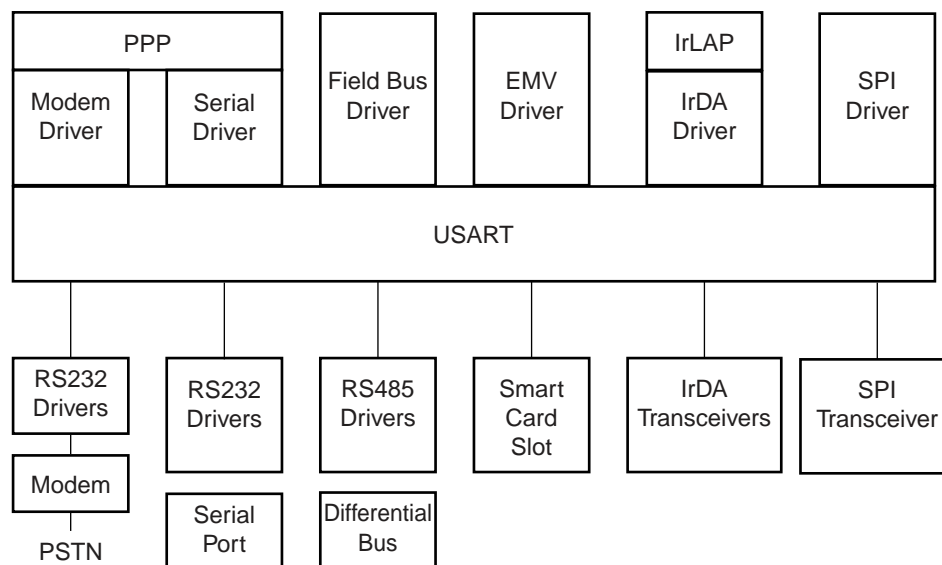 PPP
IrLAP
Modem
Driver
Serial
Driver
Field Bus
Driver
EMV
Driver
IrDA
Driver
SPI
Driver
USART
RS232
Drivers
RS232
Drivers
RS485
Drivers
Smart
Card
Slot
IrDA
Transceivers
SPI
Transceiver
Modem
Serial
Port
Differential
Bus
PSTN